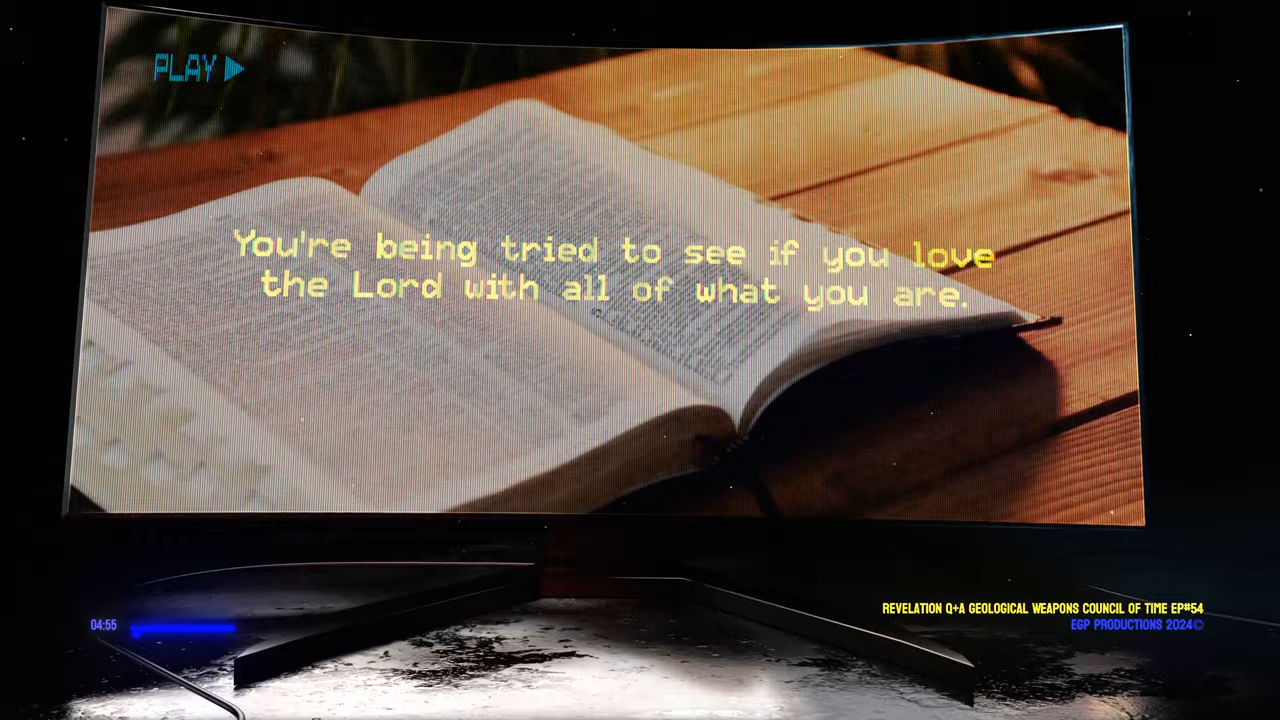 PLAY
You're being tried to see if you love
the Lord with all of what you are.
REVELATION Q+A GEOLOGICAL WEAPONS COUNCIL OF TIME EP#54
04:55
EGP PRODUCTIONS 2024©